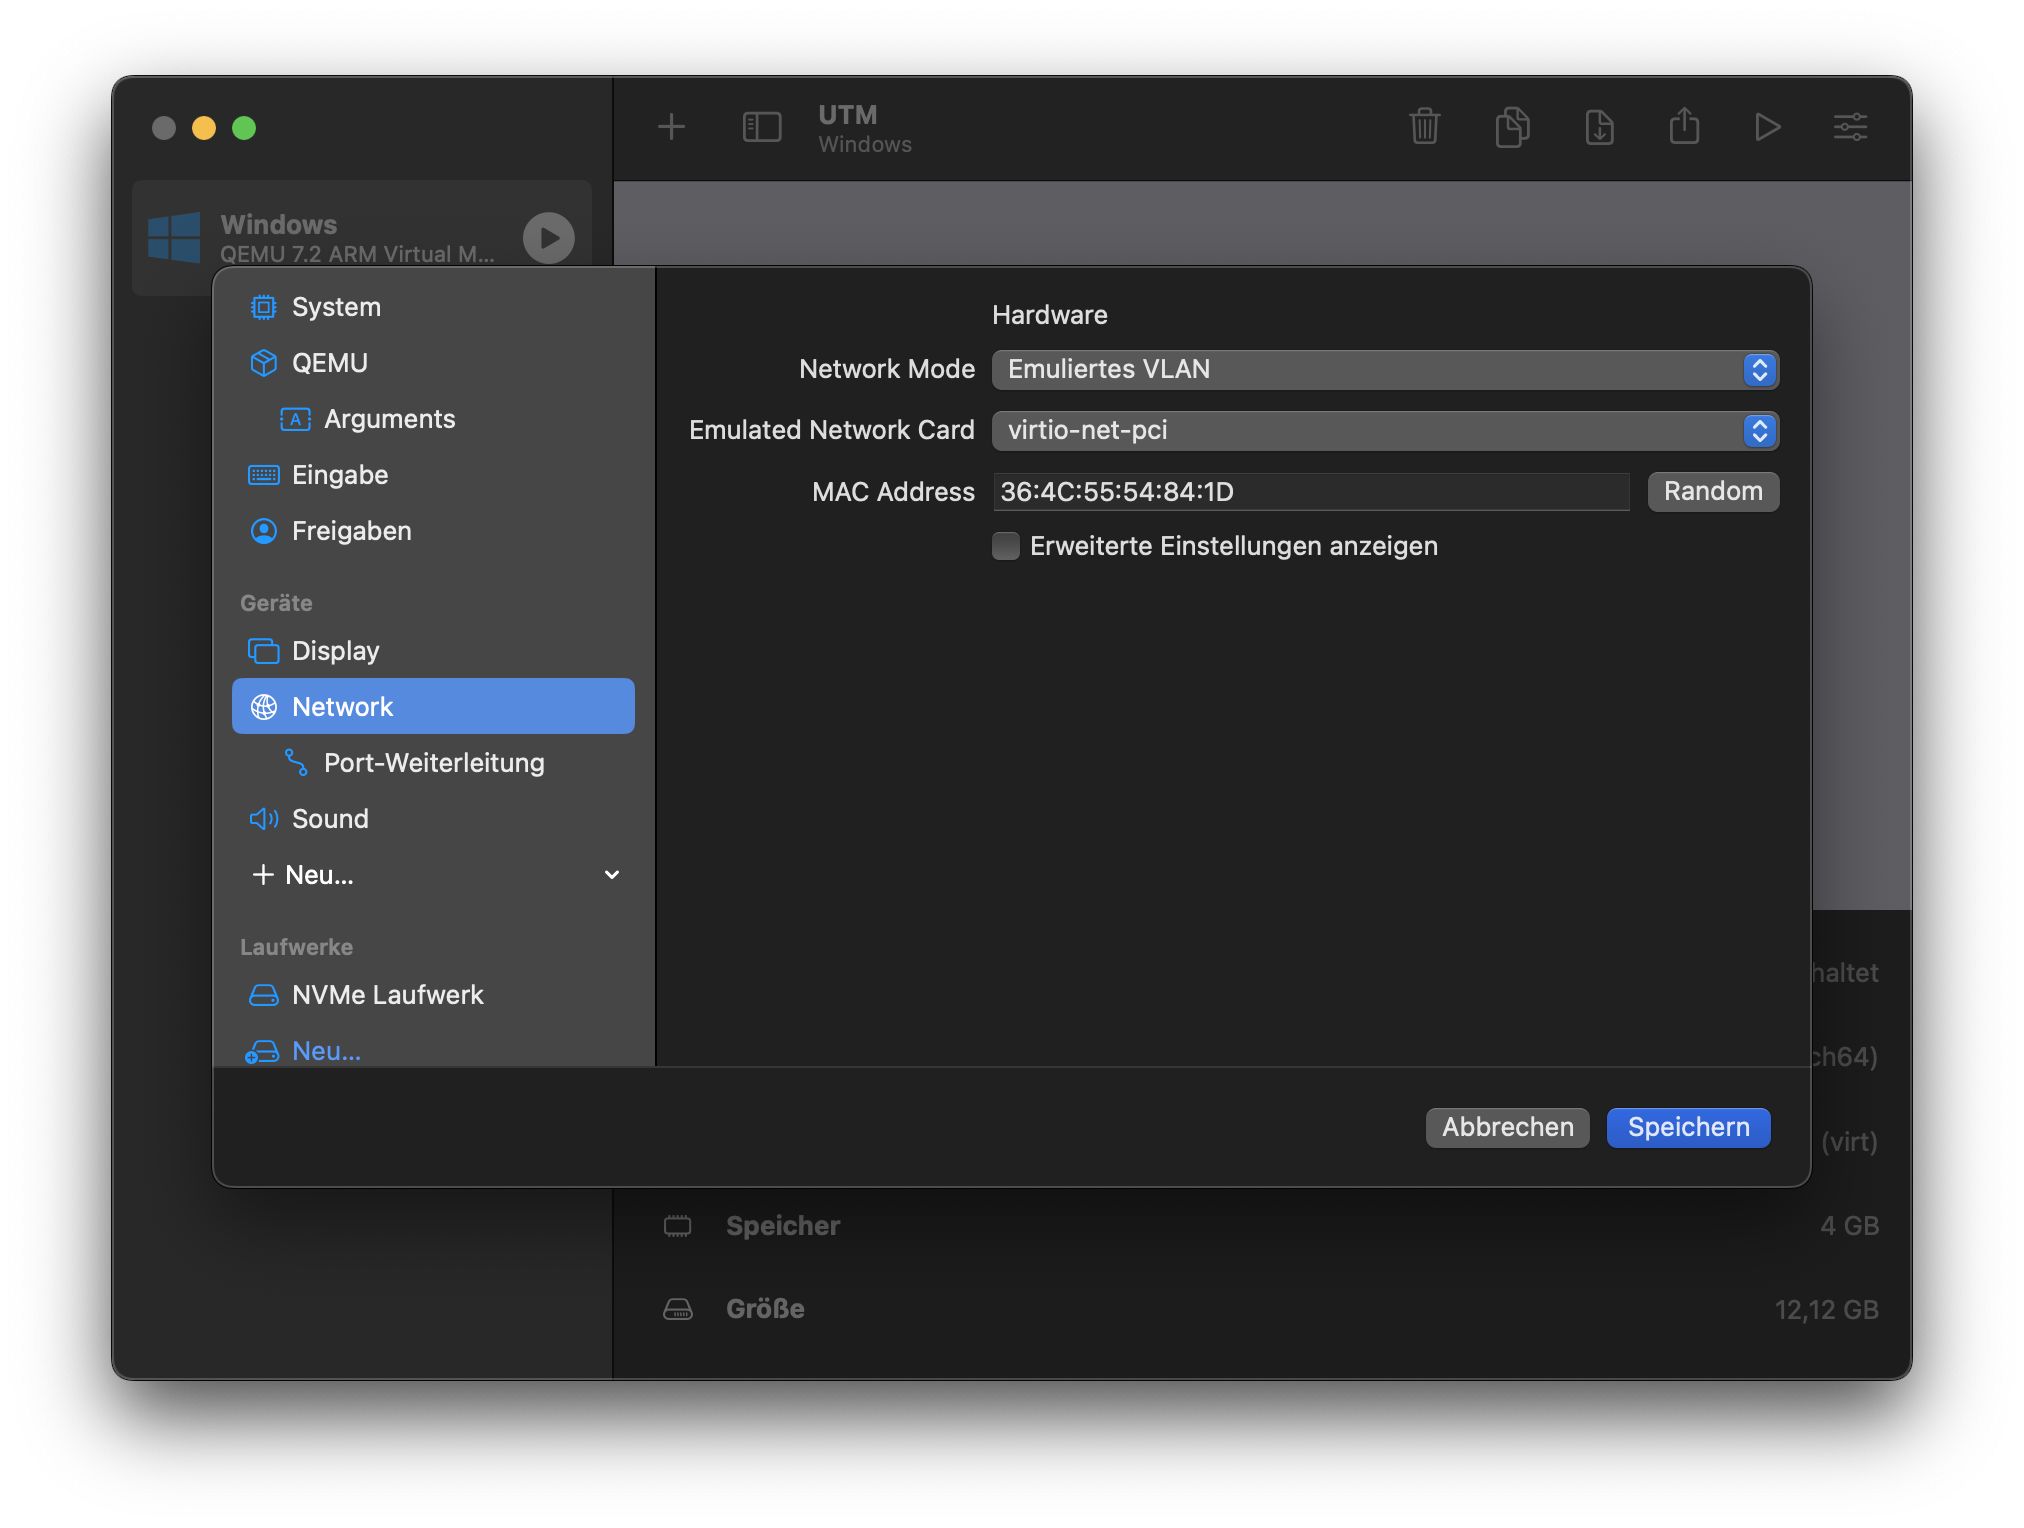 UTM
Windows
Windows
QEMU 7.2 ARM Virtual M...
System
QEMU
Arguments
Eingabe
Freigaben
Geräte
Display
Network
Port-Weiterleitung
Sound
Neu...
Laufwerke
NVMe Laufwerk
Neu...
Hardware
Network Mode Emuliertes VLAN
Emulated Network Card virtio-net-pci
MAC Address 36:4C:55:54:84:1D Random
Erweiterte Einstellungen anzeigen
Abbrechen Speichern
haltet
ch64)
(virt)
Speicher 4 GB
Größe 12,12 GB